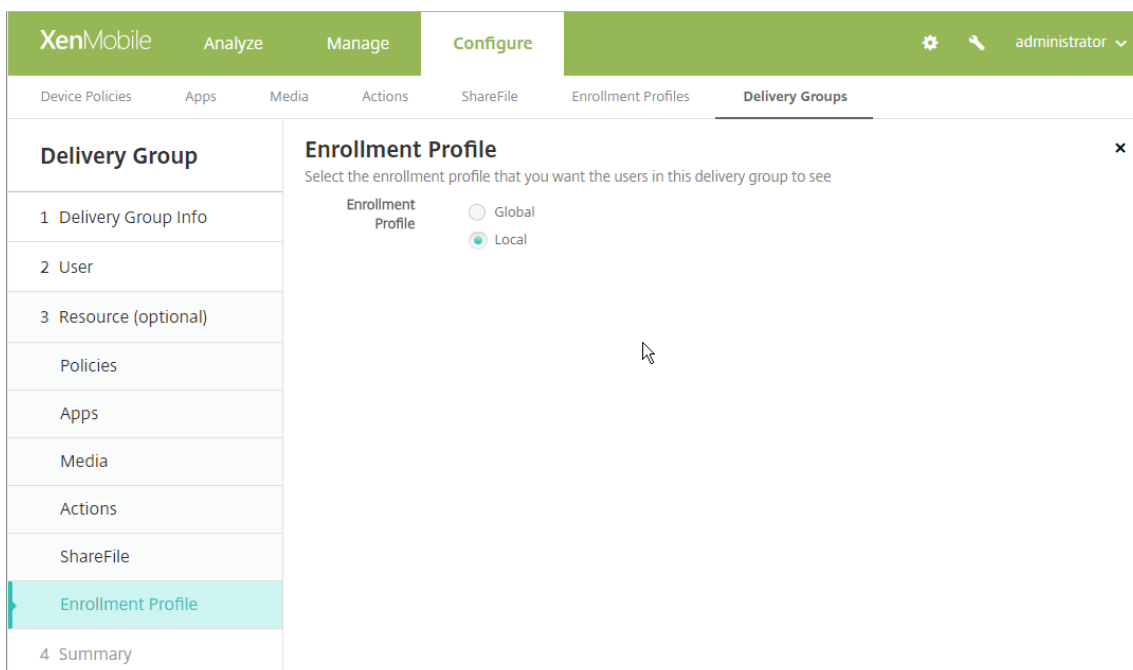 XenMobile Analyze Manage Configure administrator
Device Policies Apps Media Actions ShareFile Enrollment Profiles Delivery Groups
Delivery Group
1 Delivery Group Info
2 User
3 Resource (optional)
Policies
Apps
Media
Actions
ShareFile
Enrollment Profile
4 Summary
Enrollment Profile
Select the enrollment profile that you want the users in this delivery group to see
Enrollment
Profile
Global
Local